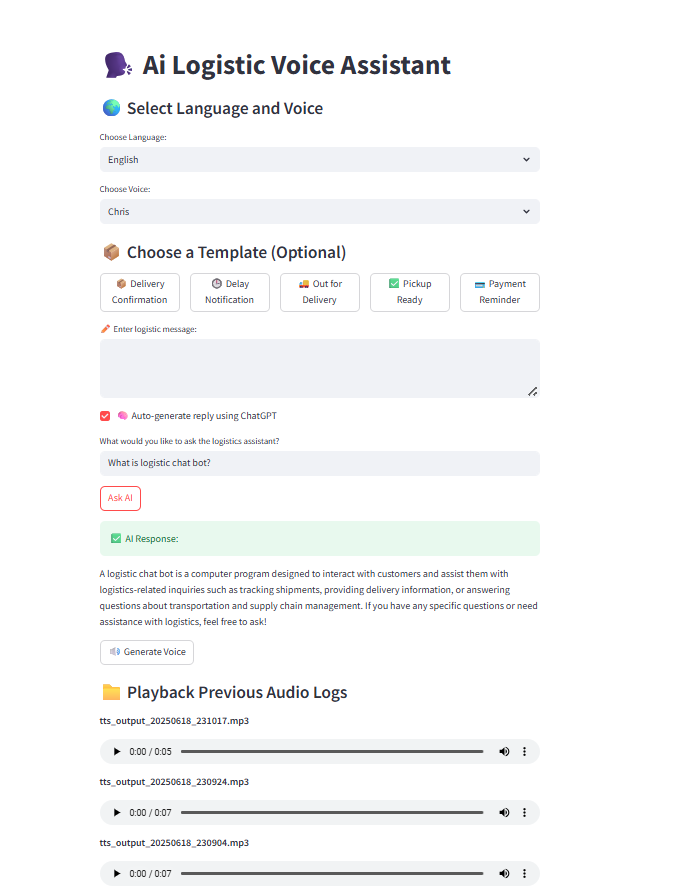 Ai Logistic Voice Assistant
Select Language and Voice
Choose Language:
English
Choose Voice:
Chris
Choose a Template (Optional)
Delivery
Confirmation
Delay
Notification
Out for
Delivery
Pickup
Ready
Payment
Reminder
Enter logistic message:
Auto-generate reply using ChatGPT
What would you like to ask the logistics assistant?
What is logistic chat bot?
Ask AI
AI Response:
A logistic chat bot is a computer program designed to interact with customers and assist them with
logistics-related inquiries such as tracking shipments, providing delivery information, or answering
questions about transportation and supply chain management. If you have any specific questions or need
assistance with logistics, feel free to ask!
Generate Voice
Playback Previous Audio Logs
tts_output_20250618_231017.mp3
0:00 / 0:05
tts_output_20250618_230924.mp3
0:00 / 0:07
tts_output_20250618_230904.mp3
0:00 / 0:07